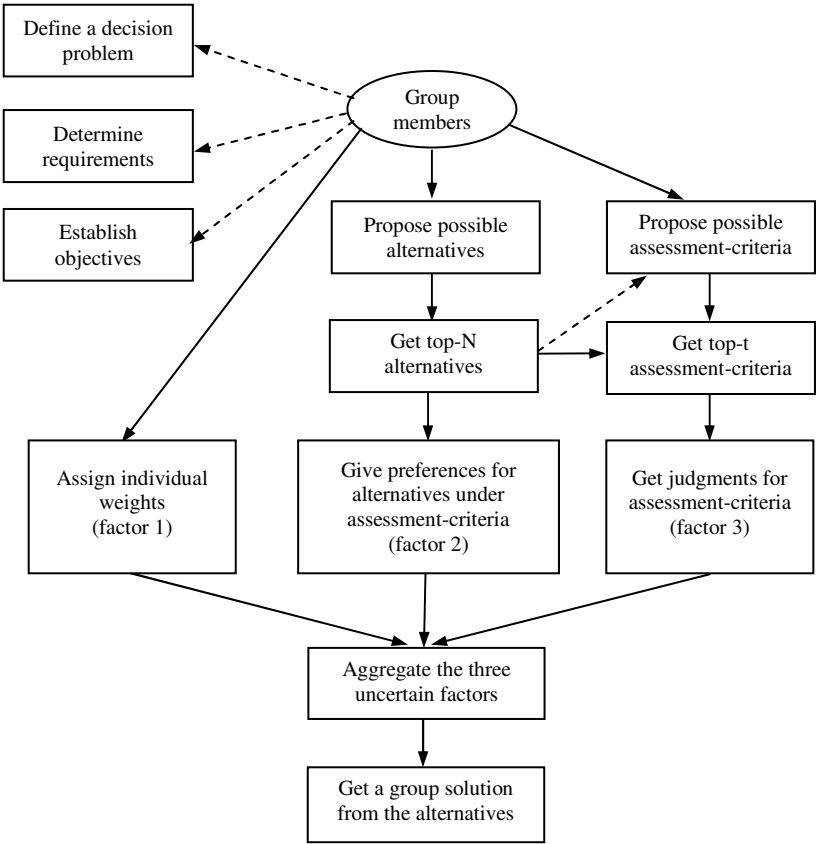 Define a decision
problem
Group
members
Determine
requirements
Establish
objectives
Propose possible
alternatives
Propose possible
assessment-criteria
Get top-N
alternatives
Get top-t
assessment-criteria
Assign individual
weights
(factor 1)
Give preferences for
alternatives under
assessment-criteria
(factor 2)
Get judgments for
assessment-criteria
(factor 3)
Aggregate the three
uncertain factors
Get a group solution
from the alternatives